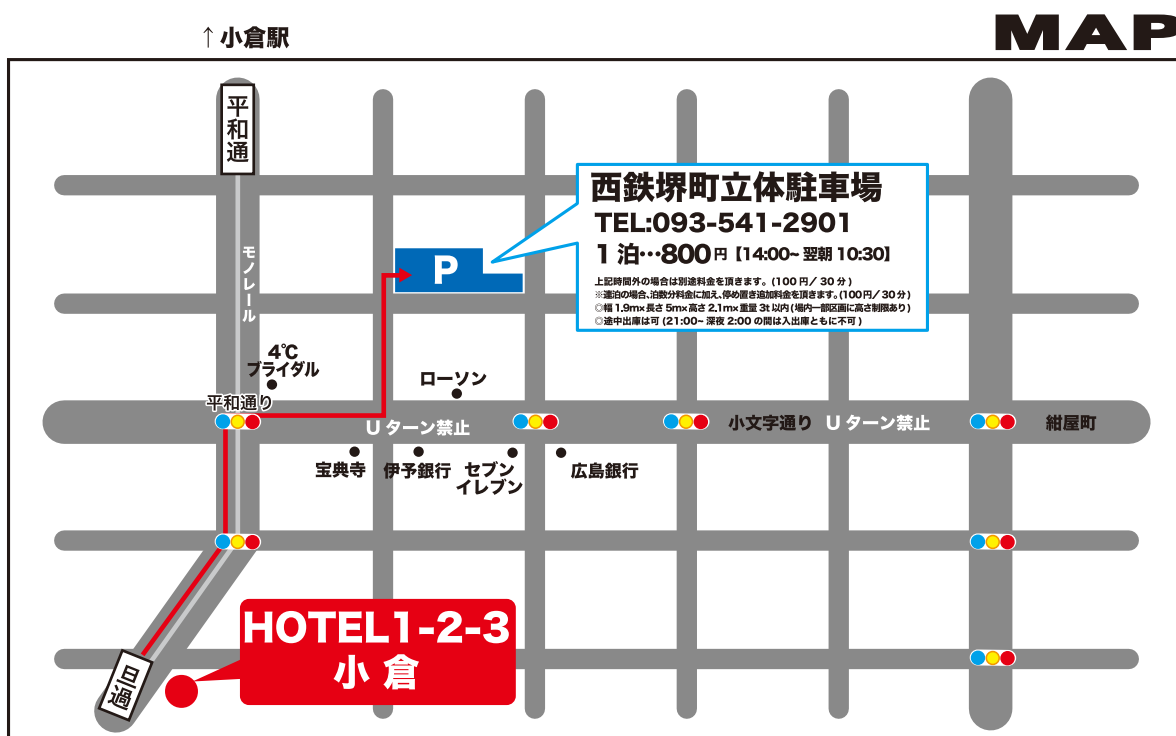 ↑小倉駅
MAP
平和通
モノレール
西鉄堺町立体駐車場
TEL:093-541-2901
1泊…800円【14:00~翌朝10:30】
上記時間外の場合は別途料金を頂きます。(100円/30分)
※連泊の場合、泊数分料金に加え、停め置き追加料金を頂きます。(100円/30分)
◎幅1.9m×長さ5m×高さ2.1m×重量3t以内(場内一部区画に高さ制限あり)
◎途中出庫は可(21:00~深夜2:00の間は入出庫ともに不可)
P
4℃
ブライダル
ローソン
平和通り
Uターン禁止
小文字通り
Uターン禁止
紺屋町
宝典寺
伊予銀行
セブン
イレブン
広島銀行
HOTEL1-2-3
小倉
旦過